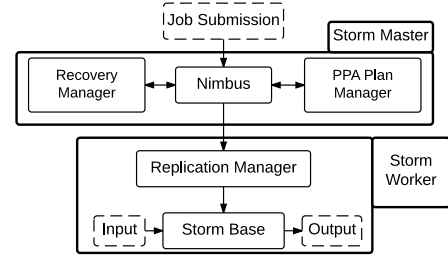 Job Submission
Storm Master
Recovery
Manager
Nimbus
PPA Plan
Manager
Replication Manager
Storm
Worker
Input
Storm Base
Output